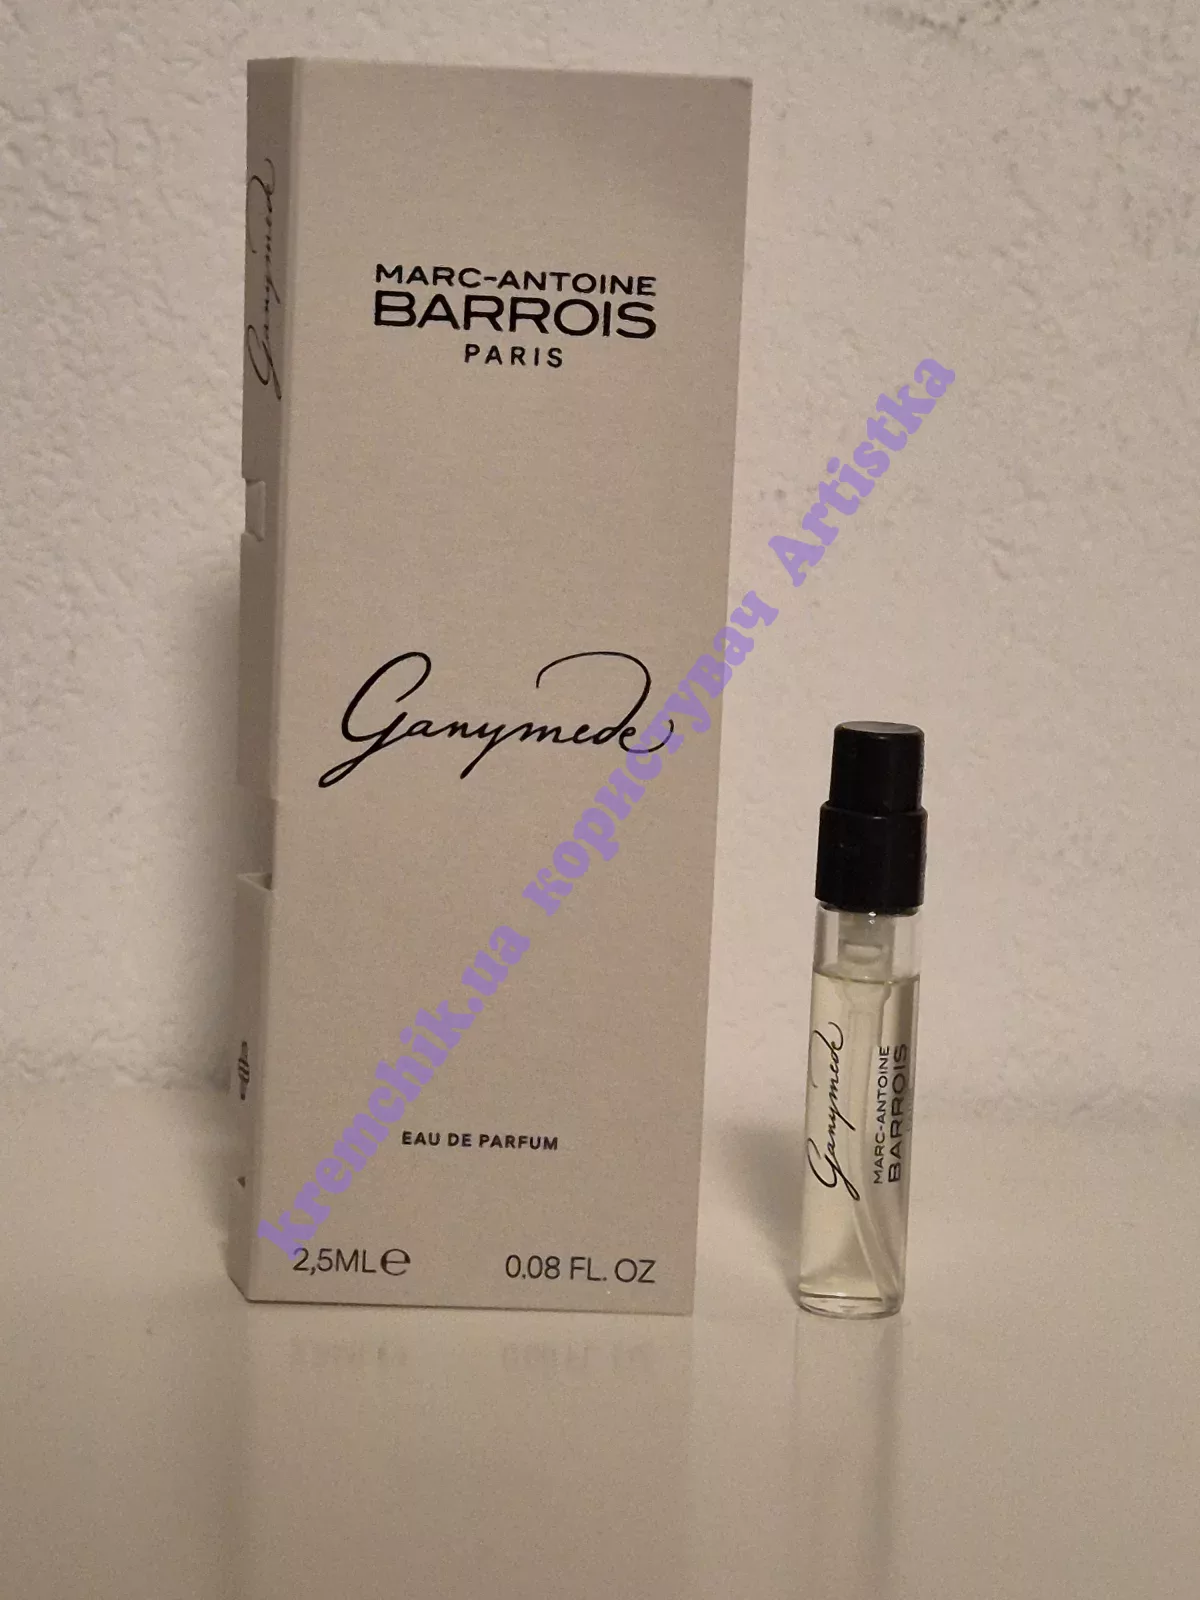 Ganymede
MARC-ANTOINE
BARROIS
PARIS
Ganymede
EAU DE PARFUM
2,5ML℮
0.08 FL. OZ
Ganymede
MARC-ANTOINE
BARROIS
kremchik.ua користувач Artistka